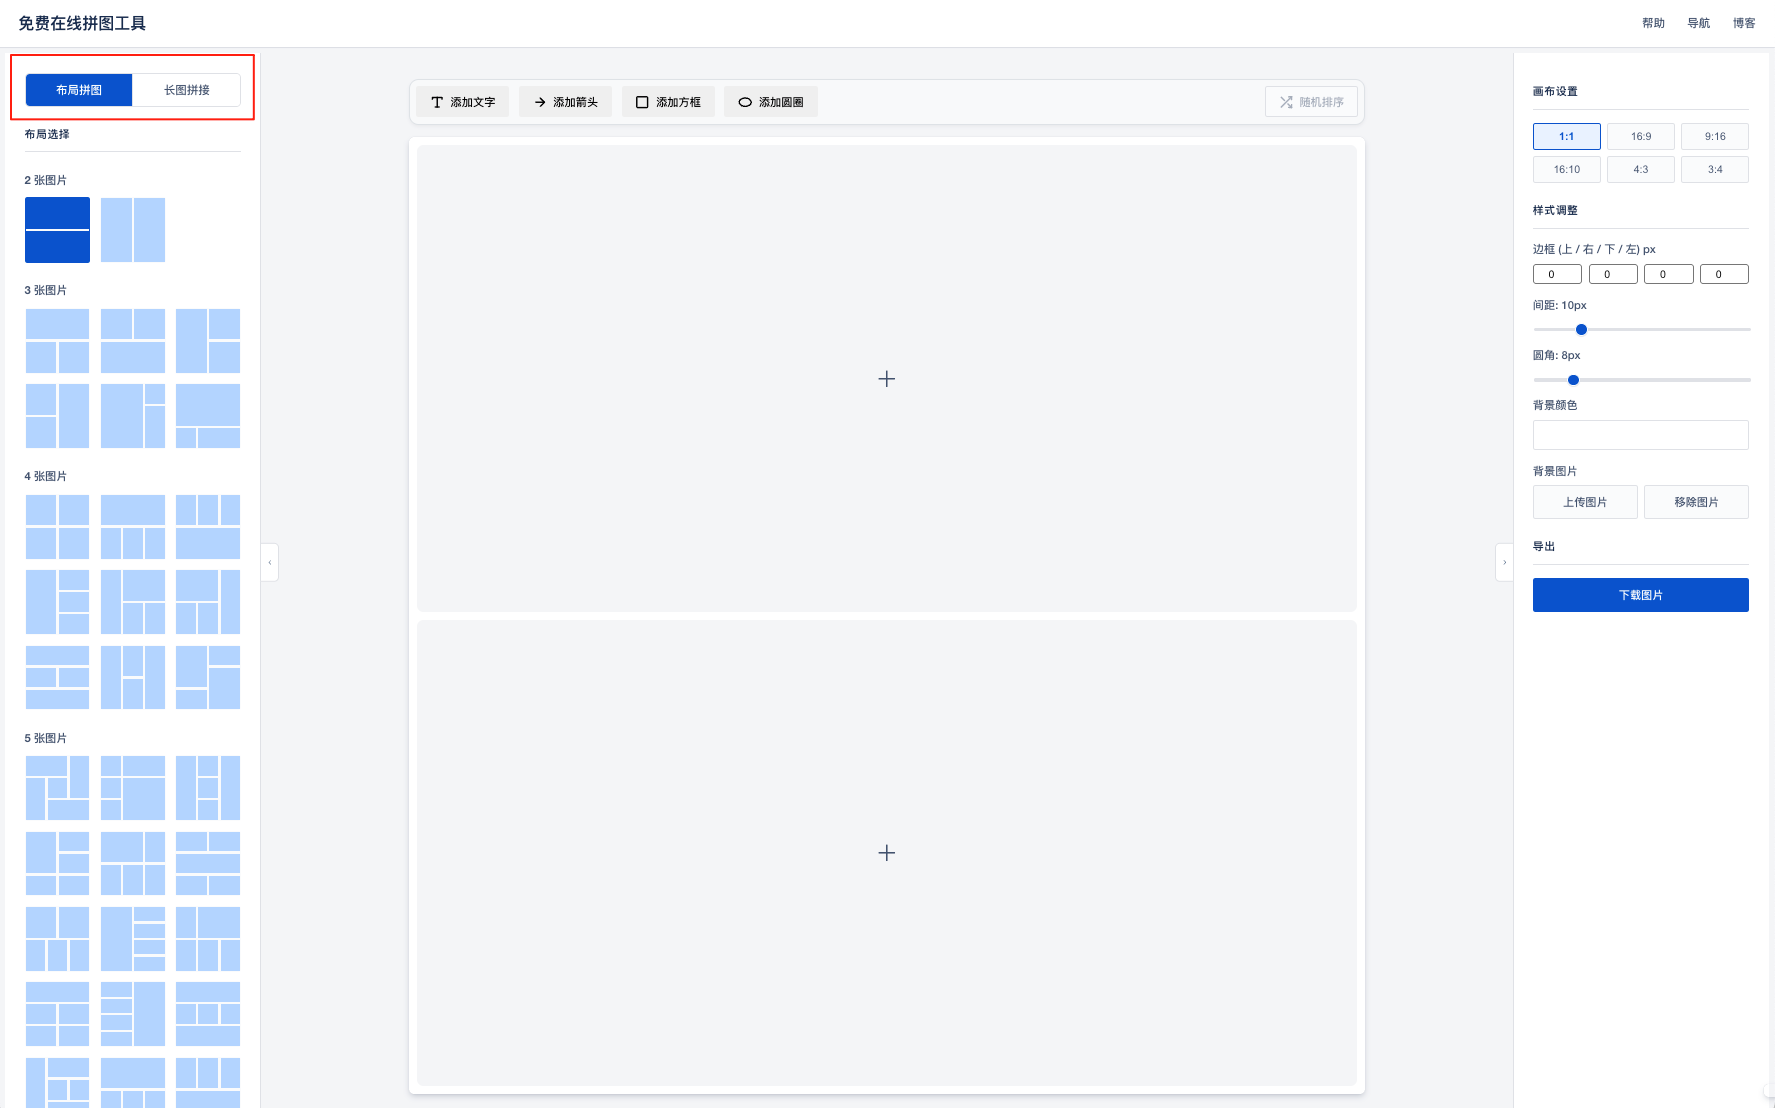 免费在线拼图工具
帮助 导航 博客
布局拼图 长图拼接
布局选择
2 张图片
3 张图片
4 张图片
5 张图片
添加文字 添加箭头 添加方框 添加圆圈 随机排序
画布设置
1:1 16:9 9:16
16:10 4:3 3:4
样式调整
边框 (上 / 右 / 下 / 左) px
0 0 0 0
间距: 10px
圆角: 8px
背景颜色
背景图片
上传图片 移除图片
导出
下载图片